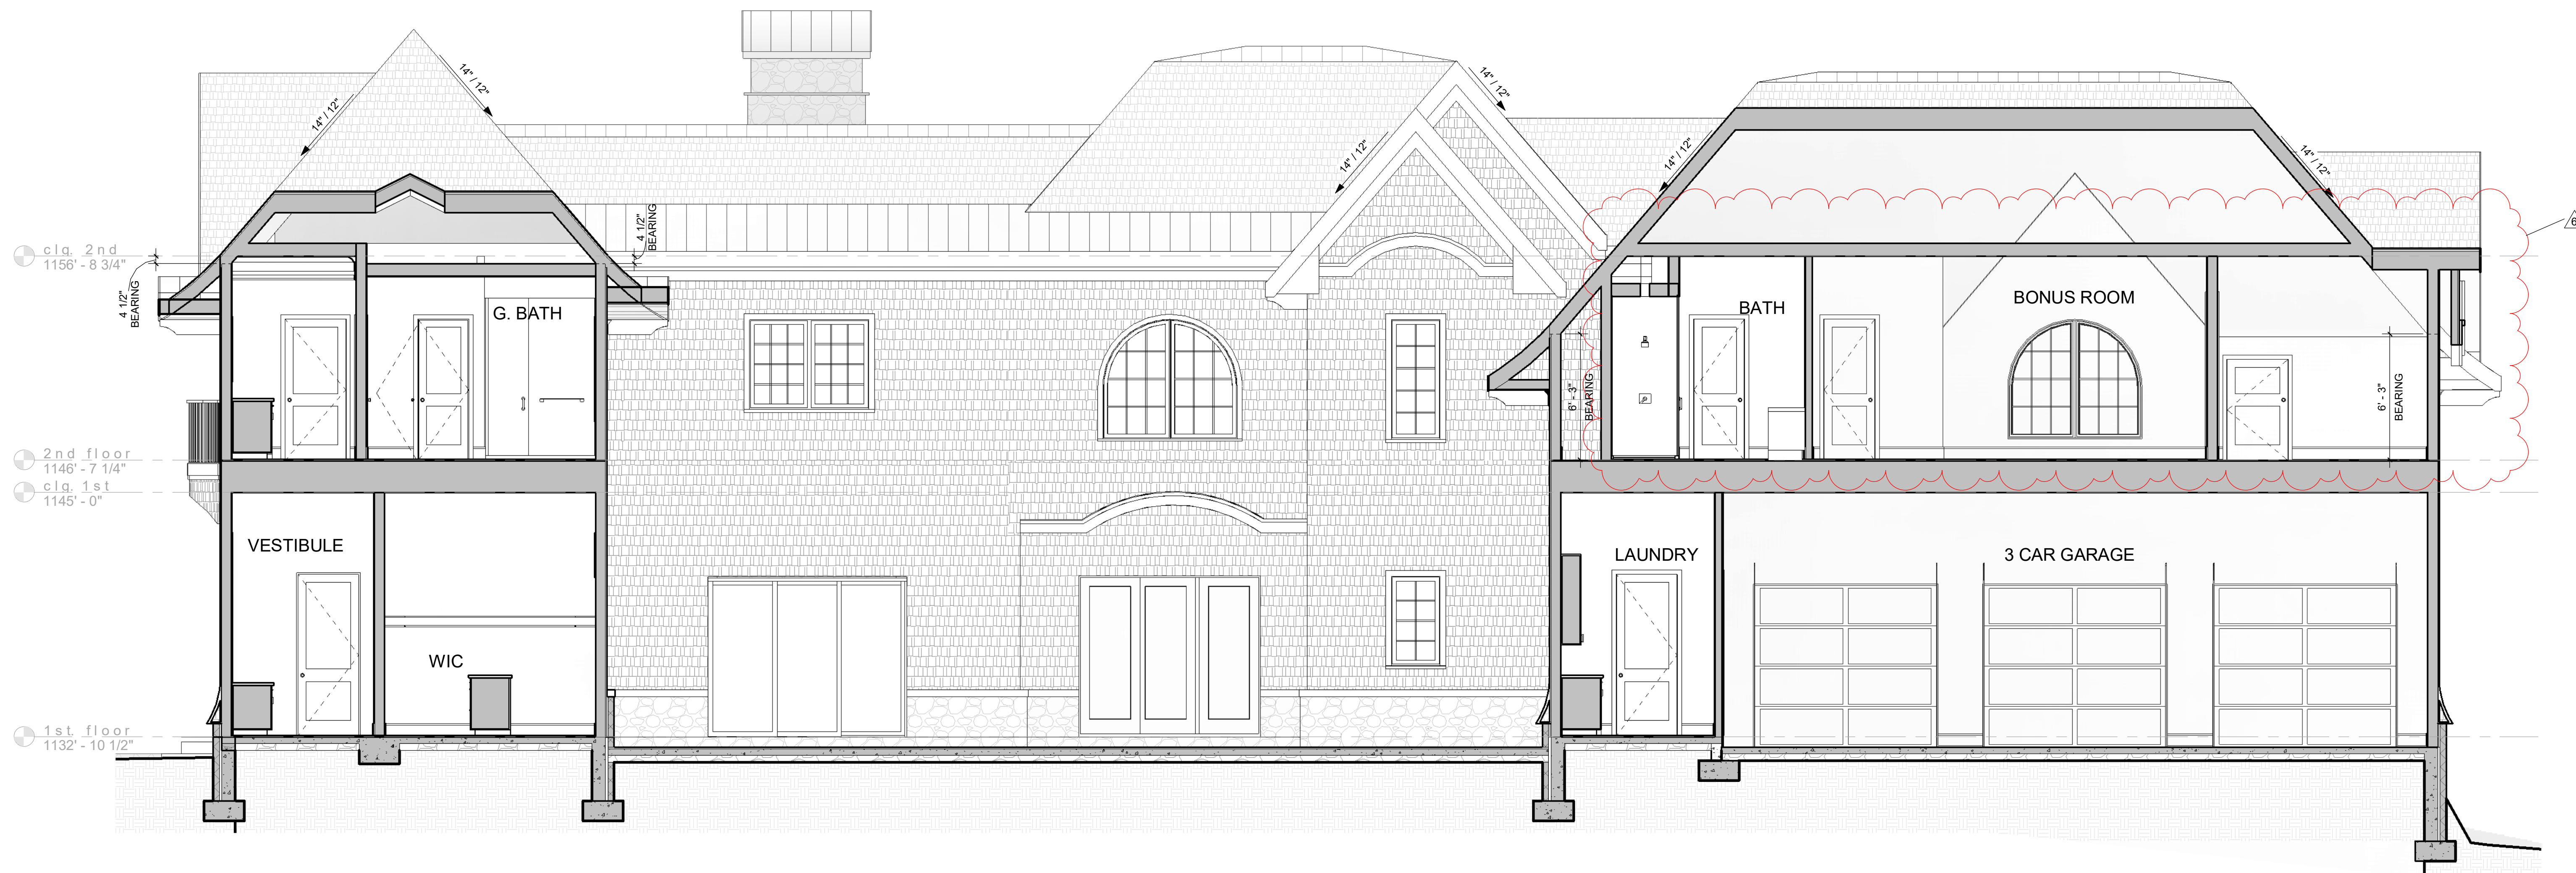 14" / 12"
14" / 12"
14" / 12"
14" / 12"
14" / 12"
14" / 12"
6
clg. 2nd
1156' - 8 3/4"
4 1/2"
BEARING
4 1/2"
BEARING
G. BATH
BATH
BONUS ROOM
6' - 3"
BEARING
6' - 3"
BEARING
2nd floor
1146' - 7 1/4"
clg. 1st
1145' - 0"
VESTIBULE
WIC
LAUNDRY
3 CAR GARAGE
1st. floor
1132' - 10 1/2"